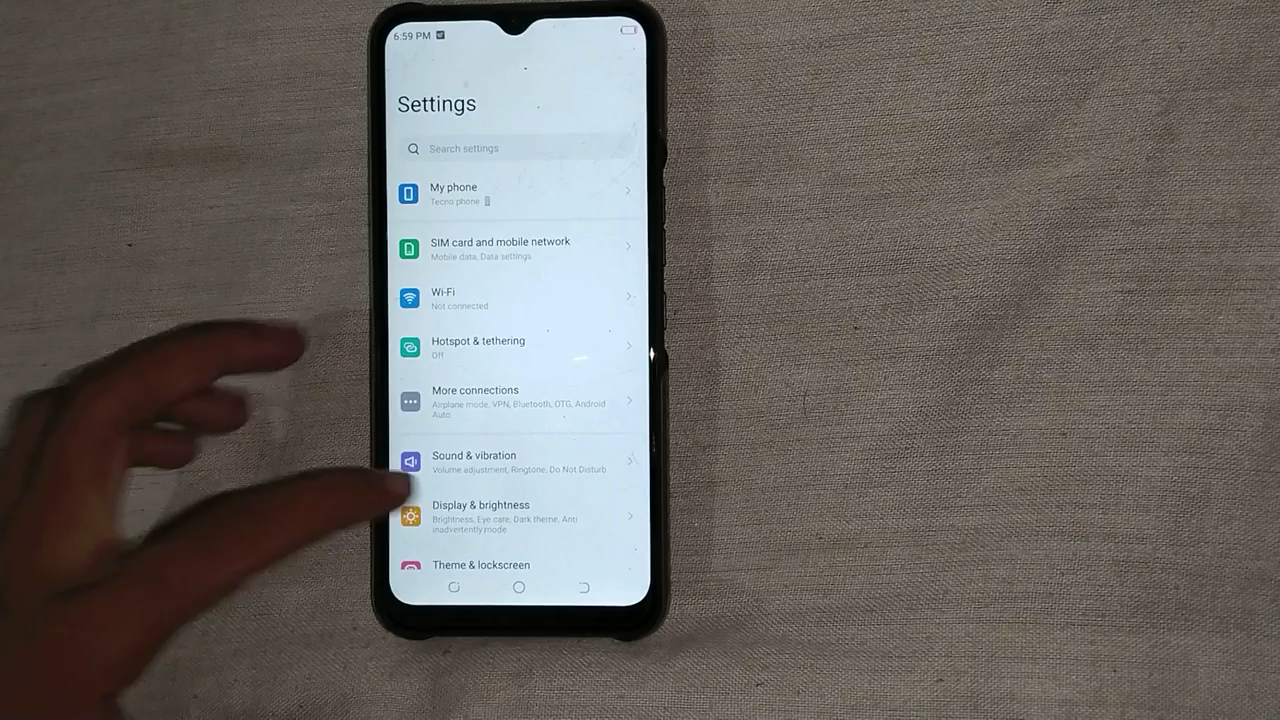 6:59 PM
Settings
Search settings
My phone
Tecno phone
SIM card and mobile network
Mobile data, Data settings
Wi-Fi
Not connected
Hotspot & tethering
Off
More connections
Airplane mode, VPN, Bluetooth, OTG, Android
Auto
Sound & vibration
Volume adjustment, Ringtone, Do Not Disturb
Display & brightness
Brightness, Eye care, Dark theme, Anti
inadvertently mode
Theme & lockscreen